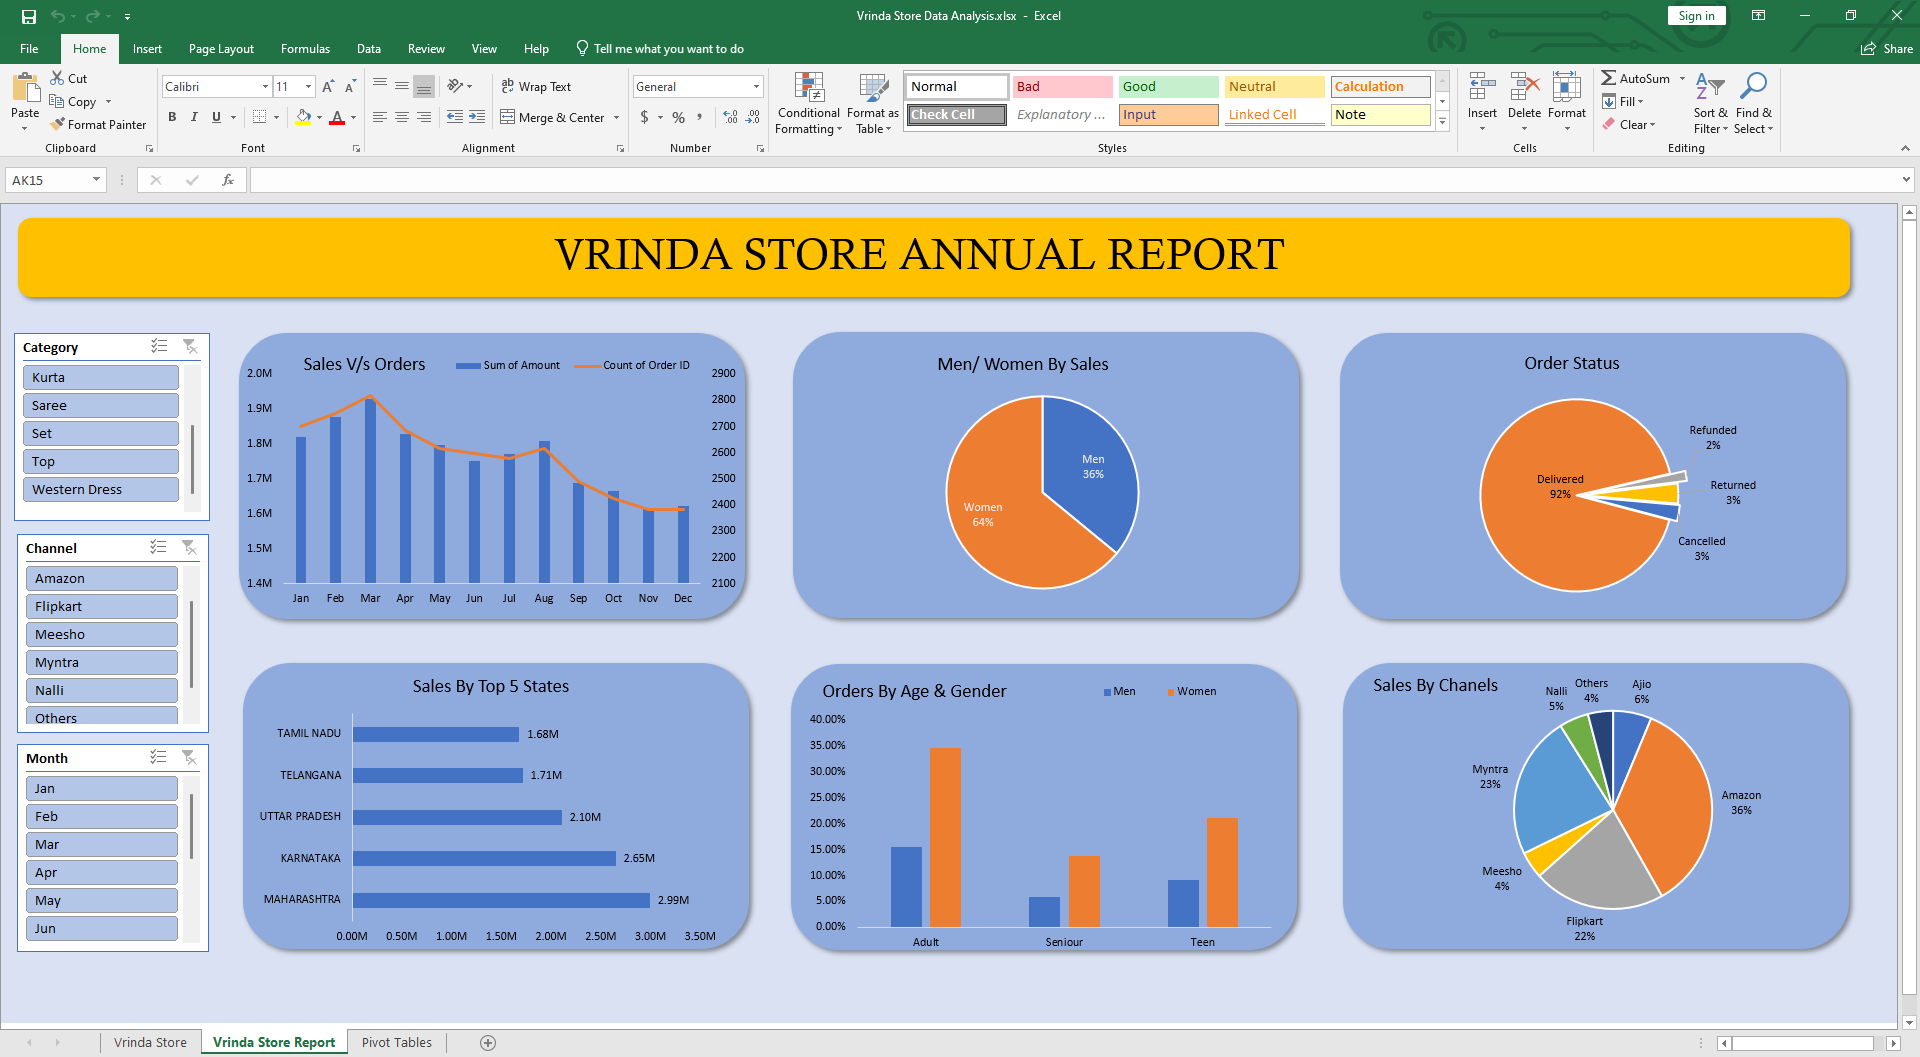 Vrinda Store Data Analysis.xlsx - Excel
Sign in
File Home Insert Page Layout Formulas Data Review View Help Tell me what you want to do Share
Paste
Cut
Copy
Format Painter
Clipboard
Calibri 11
B I U
Font
Wrap Text
Merge & Center
Alignment
General
$ % ,
Number
Conditional Formatting
Format as Table
Normal Bad Good Neutral Calculation
Check Cell Explanatory ... Input Linked Cell Note
Styles
Insert Delete Format
Cells
AutoSum
Fill
Clear
Sort & Filter
Find & Select
Editing
AK15
fx
VRINDA STORE ANNUAL REPORT
Category
Kurta
Saree
Set
Top
Western Dress
Channel
Amazon
Flipkart
Meesho
Myntra
Nalli
Others
Month
Jan
Feb
Mar
Apr
May
Jun
Sales V/s Orders
Sum of Amount Count of Order ID
2.0M
1.9M
1.8M
1.7M
1.6M
1.5M
1.4M
2900
2800
2700
2600
2500
2400
2300
2200
2100
Jan Feb Mar Apr May Jun Jul Aug Sep Oct Nov Dec
Men/ Women By Sales
Men
36%
Women
64%
Order Status
Delivered
92%
Refunded
2%
Returned
3%
Cancelled
3%
Sales By Top 5 States
TAMIL NADU 1.68M
TELANGANA 1.71M
UTTAR PRADESH 2.10M
KARNATAKA 2.65M
MAHARASHTRA 2.99M
0.00M 0.50M 1.00M 1.50M 2.00M 2.50M 3.00M 3.50M
Orders By Age & Gender
Men Women
40.00%
35.00%
30.00%
25.00%
20.00%
15.00%
10.00%
5.00%
0.00%
Adult Seniour Teen
Sales By Chanels
Nalli
5%
Others
4%
Ajio
6%
Myntra
23%
Amazon
36%
Meesho
4%
Flipkart
22%
Vrinda Store Vrinda Store Report Pivot Tables